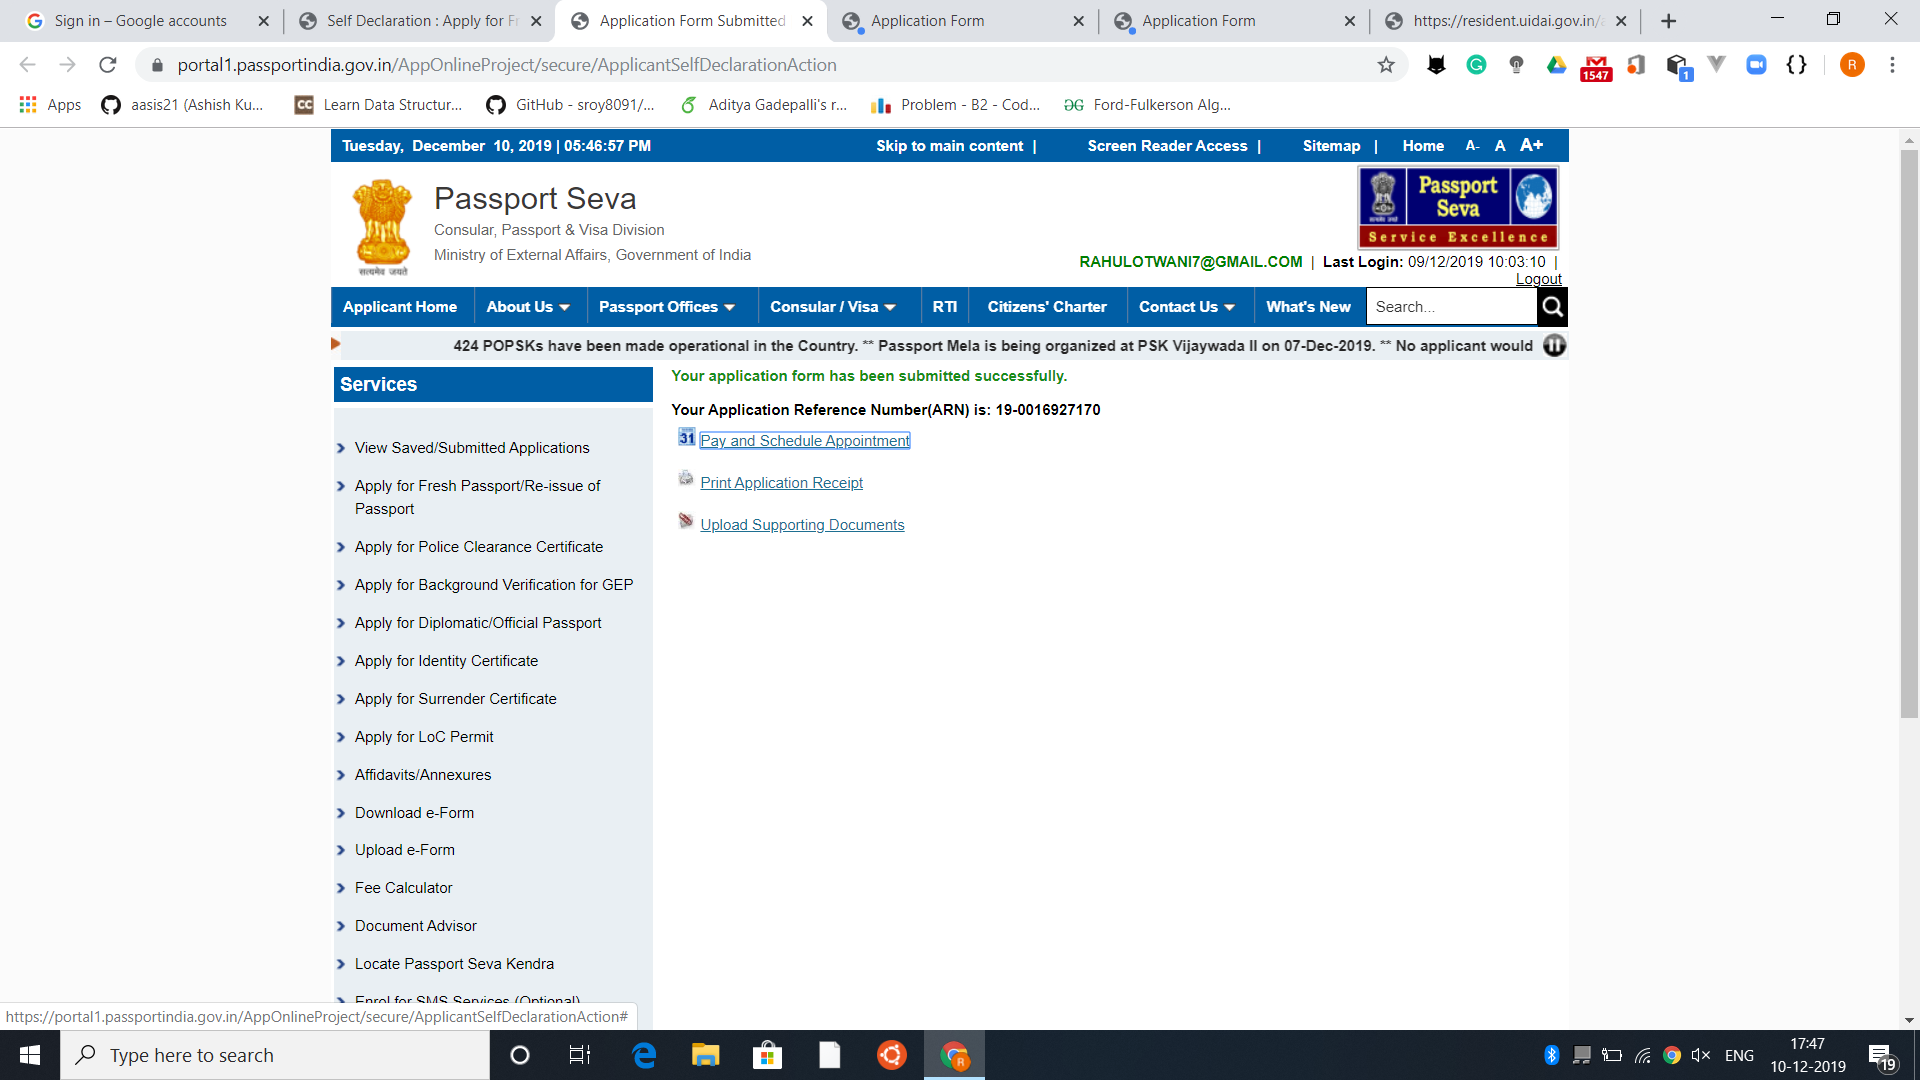 Sign in – Google accounts
Self Declaration : Apply for Fr
Application Form Submitted
Application Form
Application Form
https://resident.uidai.gov.in/
portal1.passportindia.gov.in/AppOnlineProject/secure/ApplicantSelfDeclarationAction
1547
1
R
Apps
aasis21 (Ashish Ku...
Learn Data Structur...
GitHub - sroy8091/...
Aditya Gadepalli's r...
Problem - B2 - Cod...
Ford-Fulkerson Alg...
Tuesday, December 10, 2019 | 05:46:57 PM
Skip to main content |
Screen Reader Access |
Sitemap |
Home
A- A A+
Passport Seva
Consular, Passport & Visa Division
Ministry of External Affairs, Government of India
सत्यमेव जयते
Passport
Seva
Service Excellence
RAHULOTWANI7@GMAIL.COM | Last Login: 09/12/2019 10:03:10 |
Logout
Applicant Home
About Us
Passport Offices
Consular / Visa
RTI
Citizens' Charter
Contact Us
What's New
Search...
424 POPSKs have been made operational in the Country. ** Passport Mela is being organized at PSK Vijaywada II on 07-Dec-2019. ** No applicant would
Services
View Saved/Submitted Applications
Apply for Fresh Passport/Re-issue of
Passport
Apply for Police Clearance Certificate
Apply for Background Verification for GEP
Apply for Diplomatic/Official Passport
Apply for Identity Certificate
Apply for Surrender Certificate
Apply for LoC Permit
Affidavits/Annexures
Download e-Form
Upload e-Form
Fee Calculator
Document Advisor
Locate Passport Seva Kendra
Enrol for SMS Services (Optional)
Your application form has been submitted successfully.
Your Application Reference Number(ARN) is: 19-0016927170
31
Pay and Schedule Appointment
Print Application Receipt
Upload Supporting Documents
https://portal1.passportindia.gov.in/AppOnlineProject/secure/ApplicantSelfDeclarationAction#
Type here to search
R
ENG
17:47
10-12-2019
19